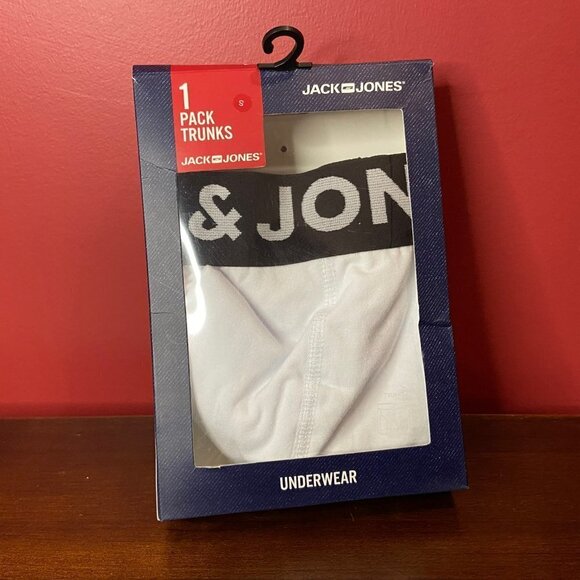 1
PACK
TRUNKS
S
JACK JONES®
JACK JONES®
& JON
UNDERWEAR